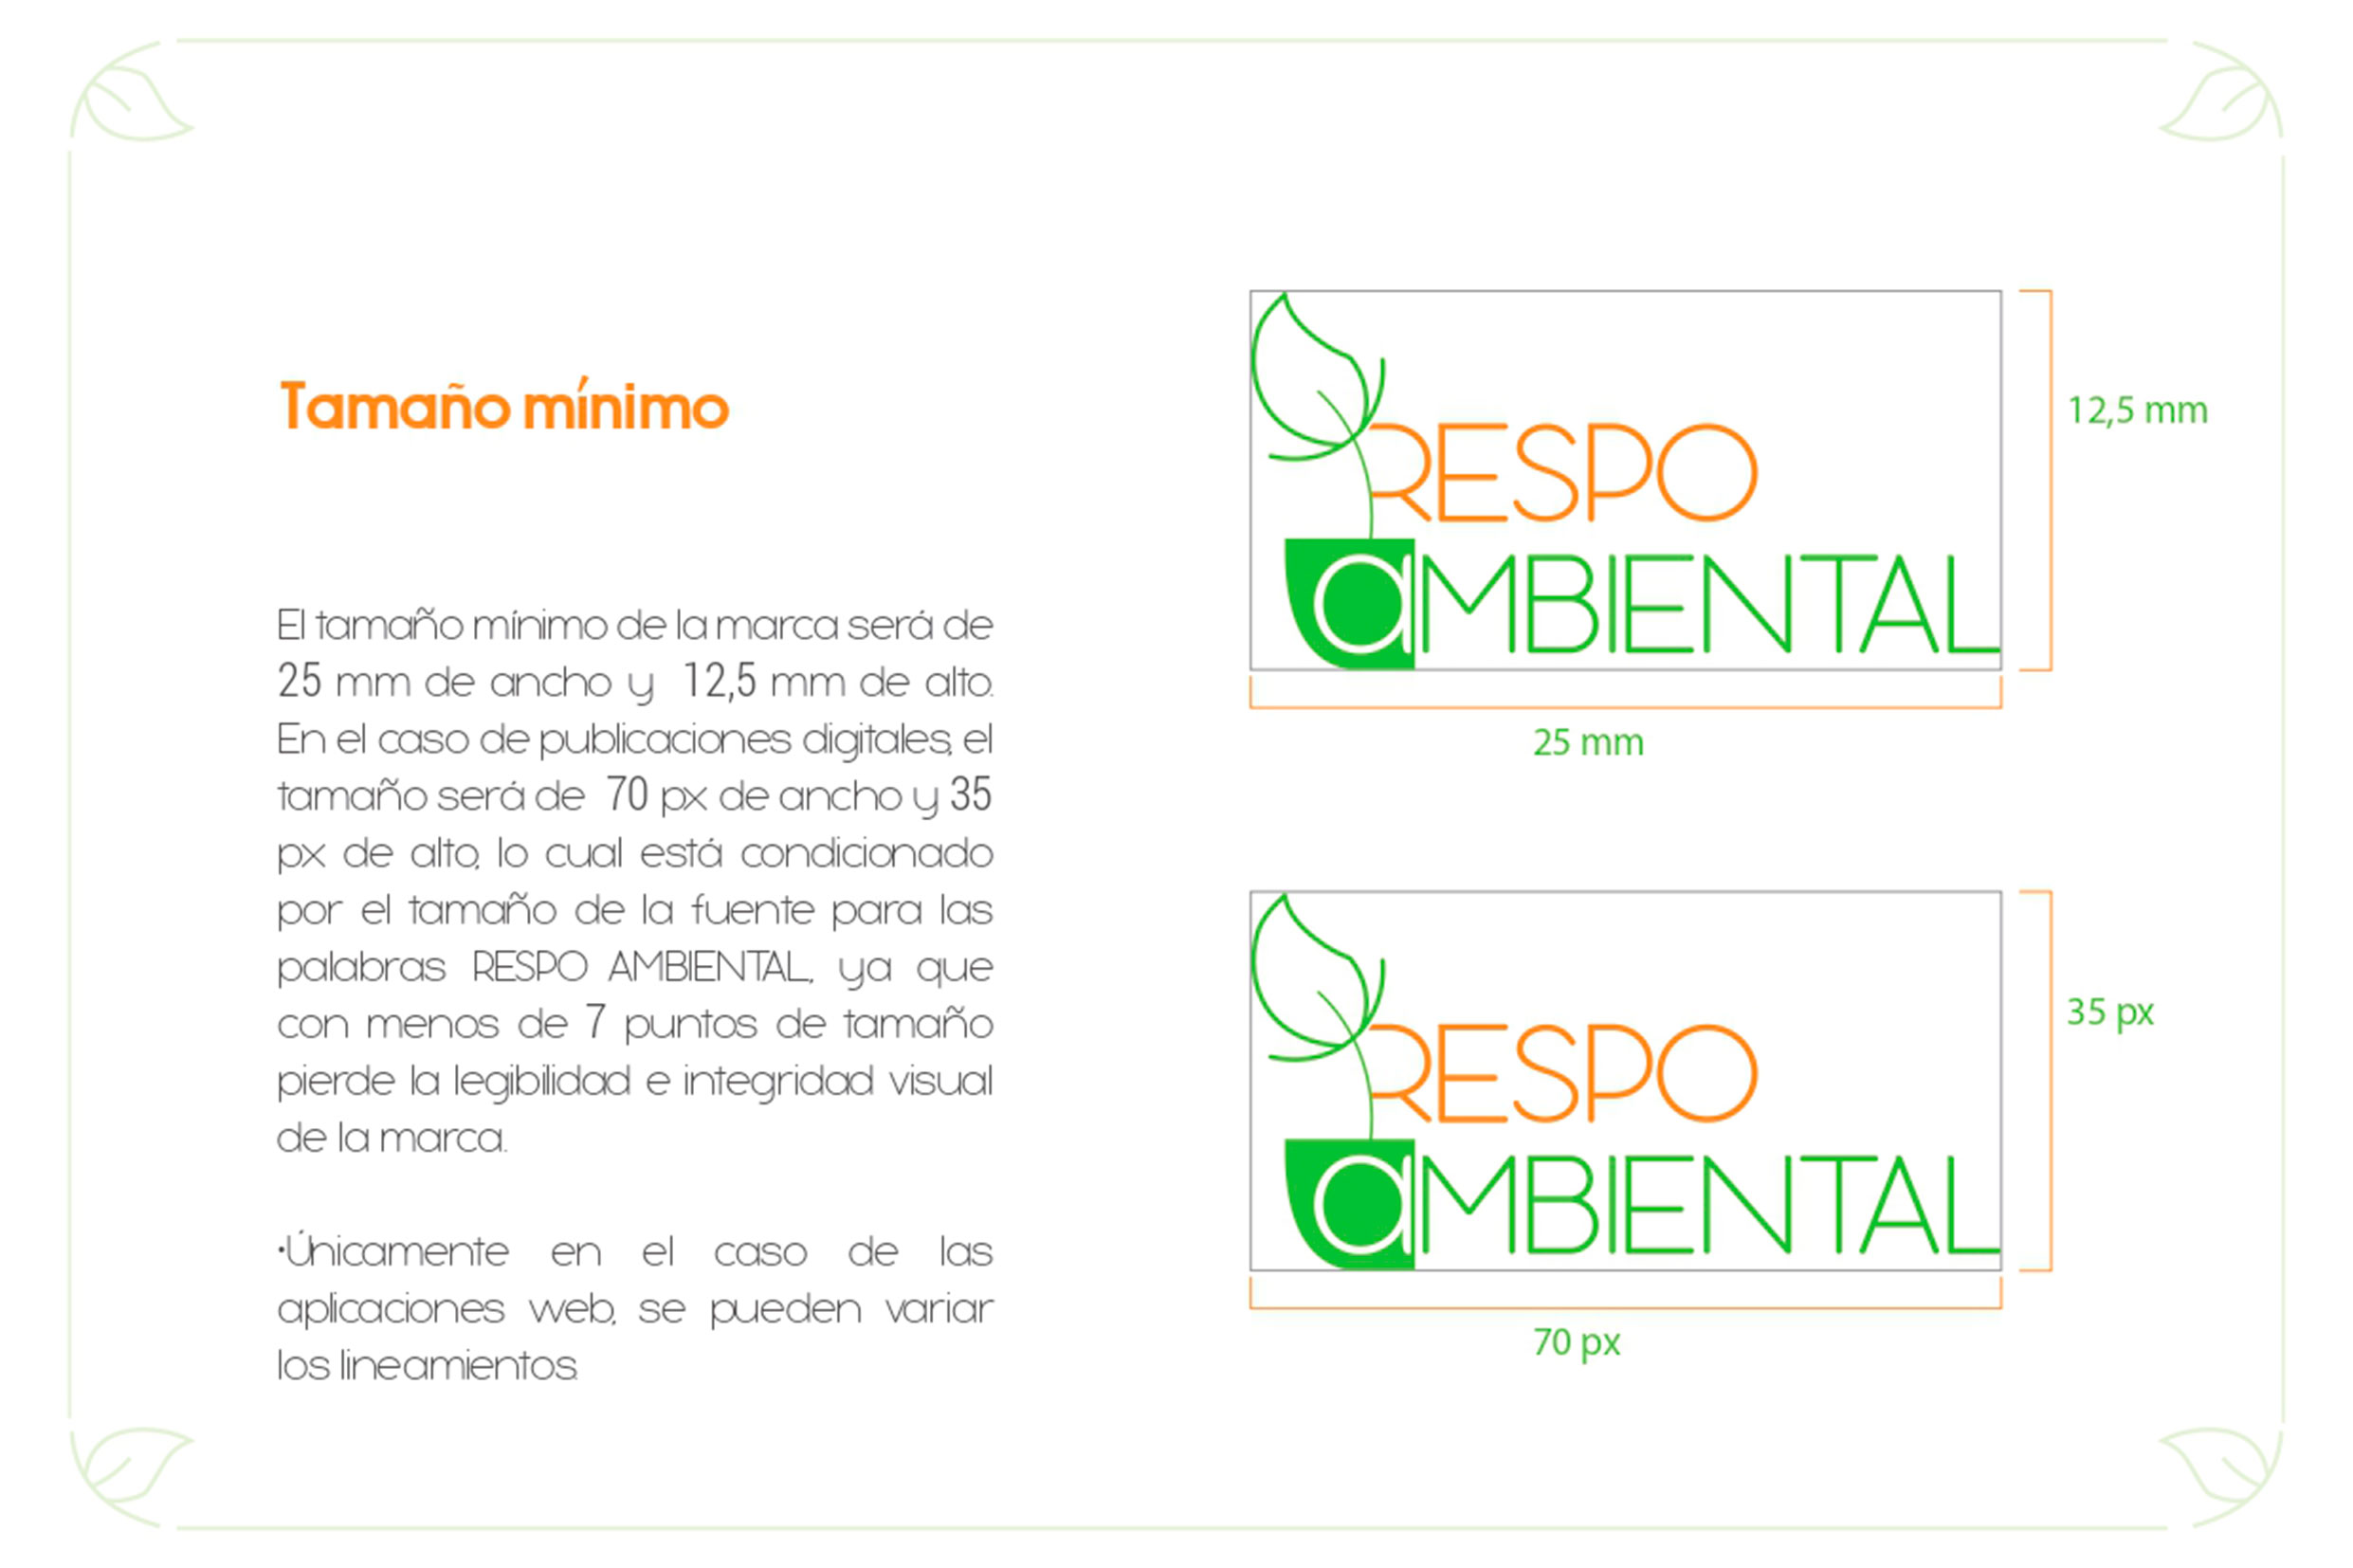 Tamaño mínimo
El tamaño mínimo de la marca será de
25 mm de ancho y 12,5 mm de alto.
En el caso de publicaciones digitales, el
tamaño será de 70 px de ancho y 35
px de alto, lo cual está condicionado
por el tamaño de la fuente para las
palabras RESPO AMBIENTAL, ya que
con menos de 7 puntos de tamaño
pierde la legibilidad e integridad visual
de la marca.
•Únicamente en el caso de las
aplicaciones web, se pueden variar
los lineamientos.
RESPO
aMBIENTAL
12,5 mm
25 mm
RESPO
aMBIENTAL
35 px
70 px